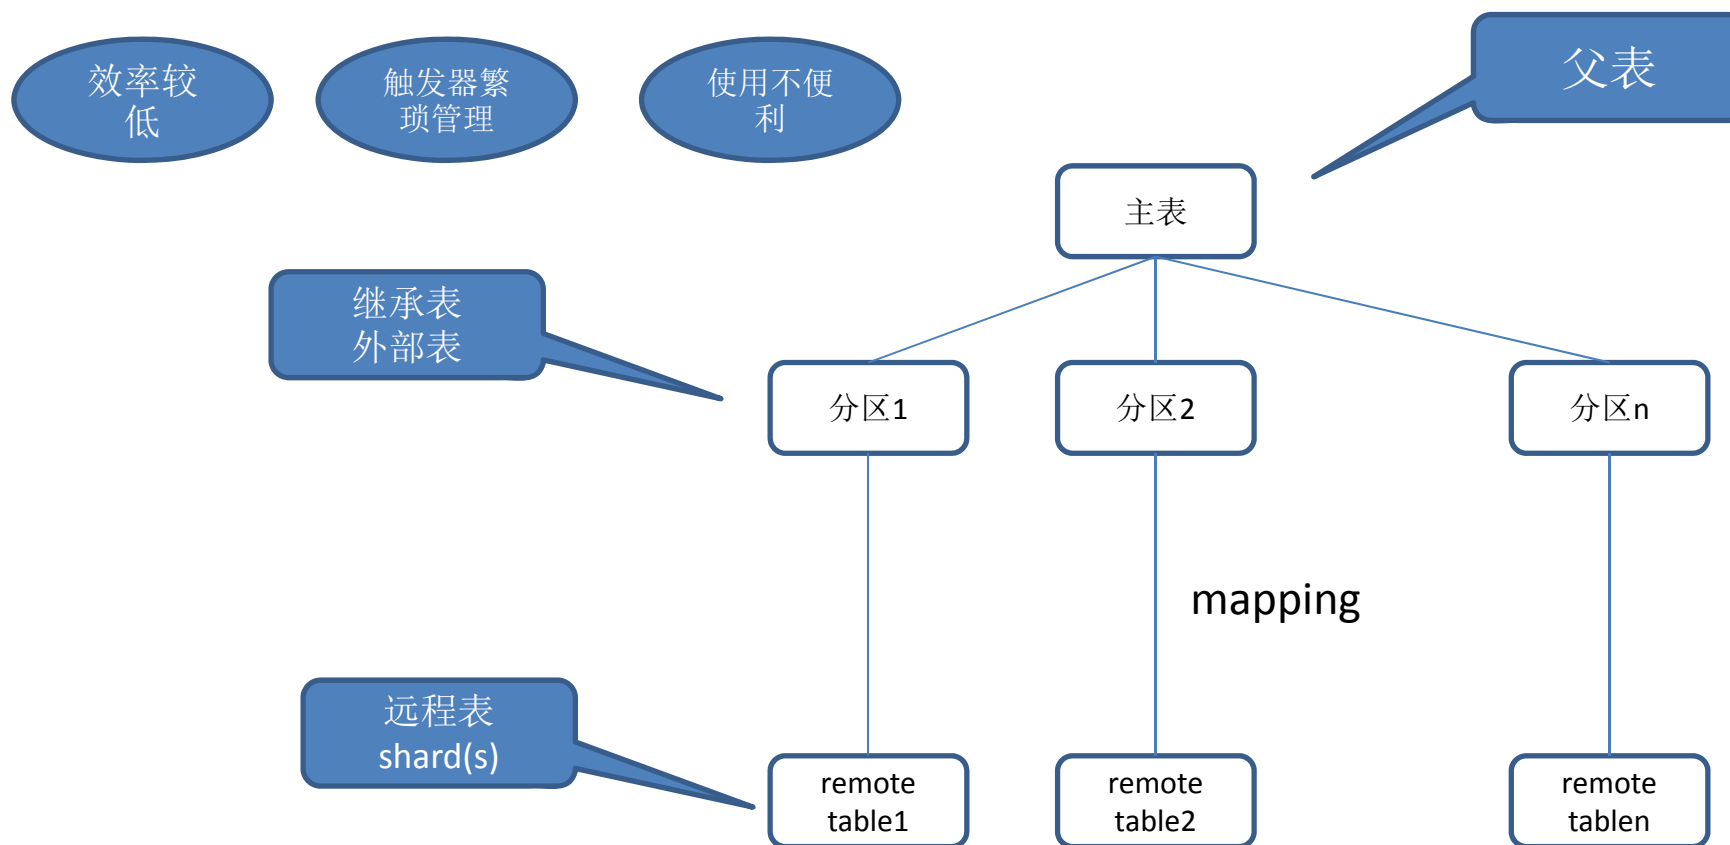 效率较
低
触发器繁
琐管理
使用不便
利
父表
主表
继承表
外部表
分区1
分区2
分区n
mapping
远程表
shard(s)
remote
table1
remote
table2
remote
tablen